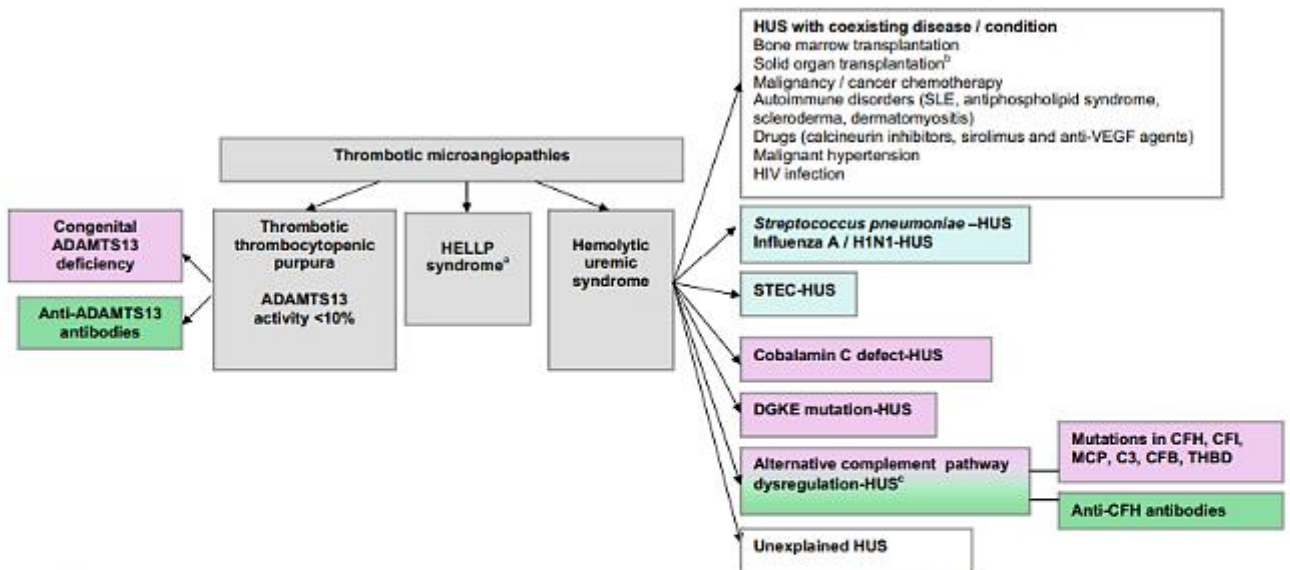 Thrombotic microangiopathies
Congenital
ADAMTS13
deficiency
Anti-ADAMTS13
antibodies
Thrombotic
thrombocytopenic
purpura
ADAMTS13
activity <10%
HELLP
syndromeᵃ
Hemolytic
uremic
syndrome
HUS with coexisting disease / condition
Bone marrow transplantation
Solid organ transplantationᵇ
Malignancy / cancer chemotherapy
Autoimmune disorders (SLE, antiphospholipid syndrome,
scleroderma, dermatomyositis)
Drugs (calcineurin inhibitors, sirolimus and anti-VEGF agents)
Malignant hypertension
HIV infection
Streptococcus pneumoniae –HUS
Influenza A / H1N1-HUS
STEC-HUS
Cobalamin C defect-HUS
DGKE mutation-HUS
Alternative complement pathway
dysregulation-HUSᶜ
Mutations in CFH, CFI,
MCP, C3, CFB, THBD
Anti-CFH antibodies
Unexplained HUS